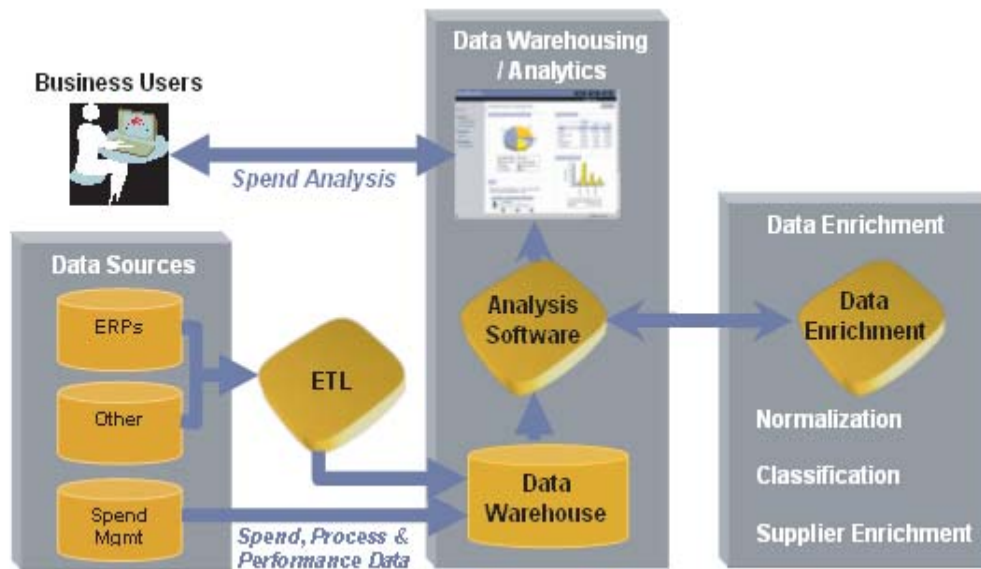 Data Warehousing
/ Analytics
Business Users
Spend Analysis
Data Sources
ERPs
Other
Spend
Mgmt
ETL
Spend, Process &
Performance Data
Analysis
Software
Data
Warehouse
Data Enrichment
Data
Enrichment
Normalization
Classification
Supplier Enrichment